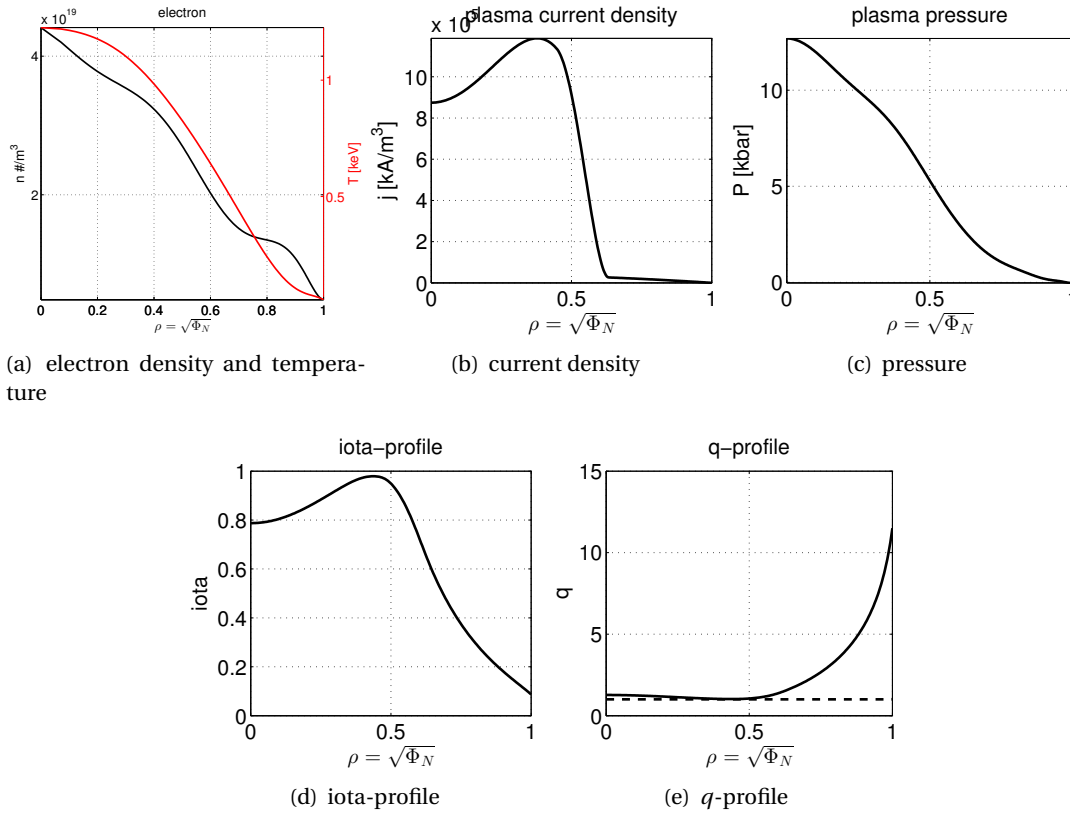 electron
x 10^19
4
2
n #/m^3
1
0.5
T [keV]
0 0.2 0.4 0.6 0.8 1
ρ = √Φ_N
(a) electron density and tempera-
ture
plasma current density
x 10^5
10
8
6
4
2
0
j [kA/m^3]
0 0.5 1
ρ = √Φ_N
(b) current density
plasma pressure
10
5
0
P [kbar]
0 0.5 1
ρ = √Φ_N
(c) pressure
iota−profile
1
0.8
0.6
0.4
0.2
0
iota
0 0.5 1
ρ = √Φ_N
(d) iota-profile
q−profile
15
10
5
0
q
0 0.5 1
ρ = √Φ_N
(e) q-profile